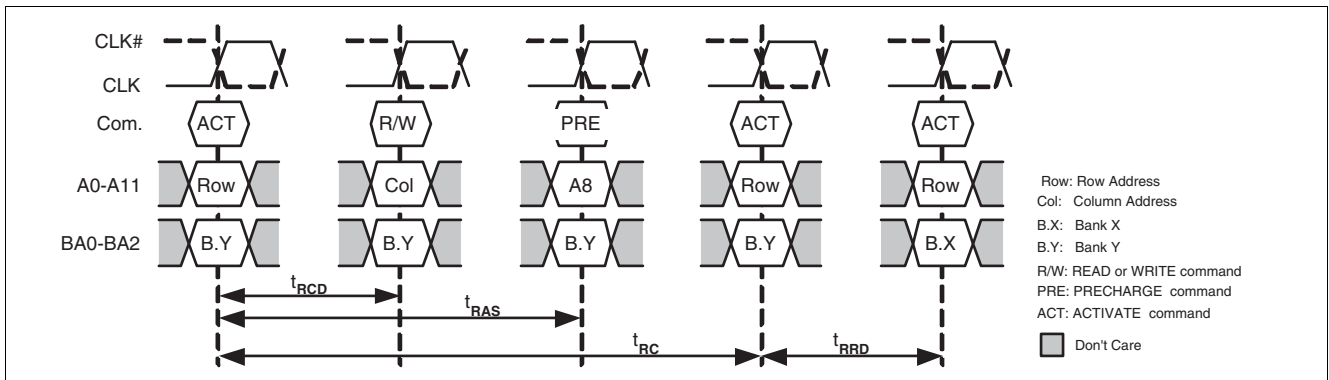 CLK#
CLK
Com. ACT R/W PRE ACT ACT
A0-A11 Row Col A8 Row Row
BA0-BA2 B.Y B.Y B.Y B.Y B.X
tRCD
tRAS
tRC tRRD
Row: Row Address
Col: Column Address
B.X: Bank X
B.Y: Bank Y
R/W: READ or WRITE command
PRE: PRECHARGE command
ACT: ACTIVATE command
Don't Care